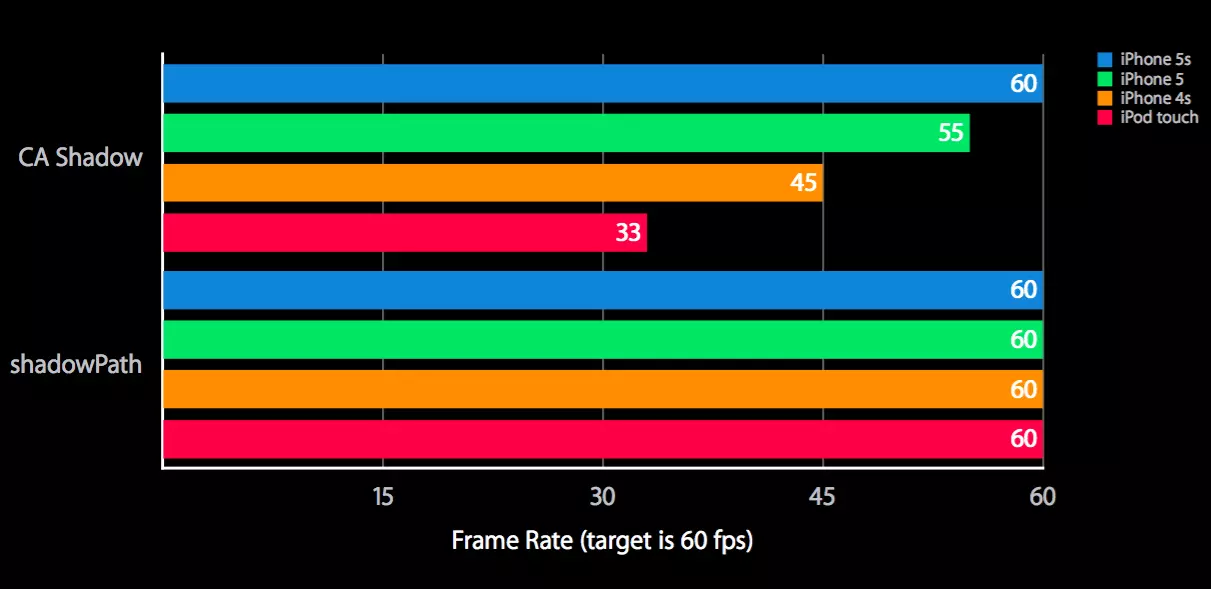 iPhone 5s
iPhone 5
iPhone 4s
iPod touch
CA Shadow
60
55
45
33
shadowPath
60
60
60
60
15 30 45 60
Frame Rate (target is 60 fps)